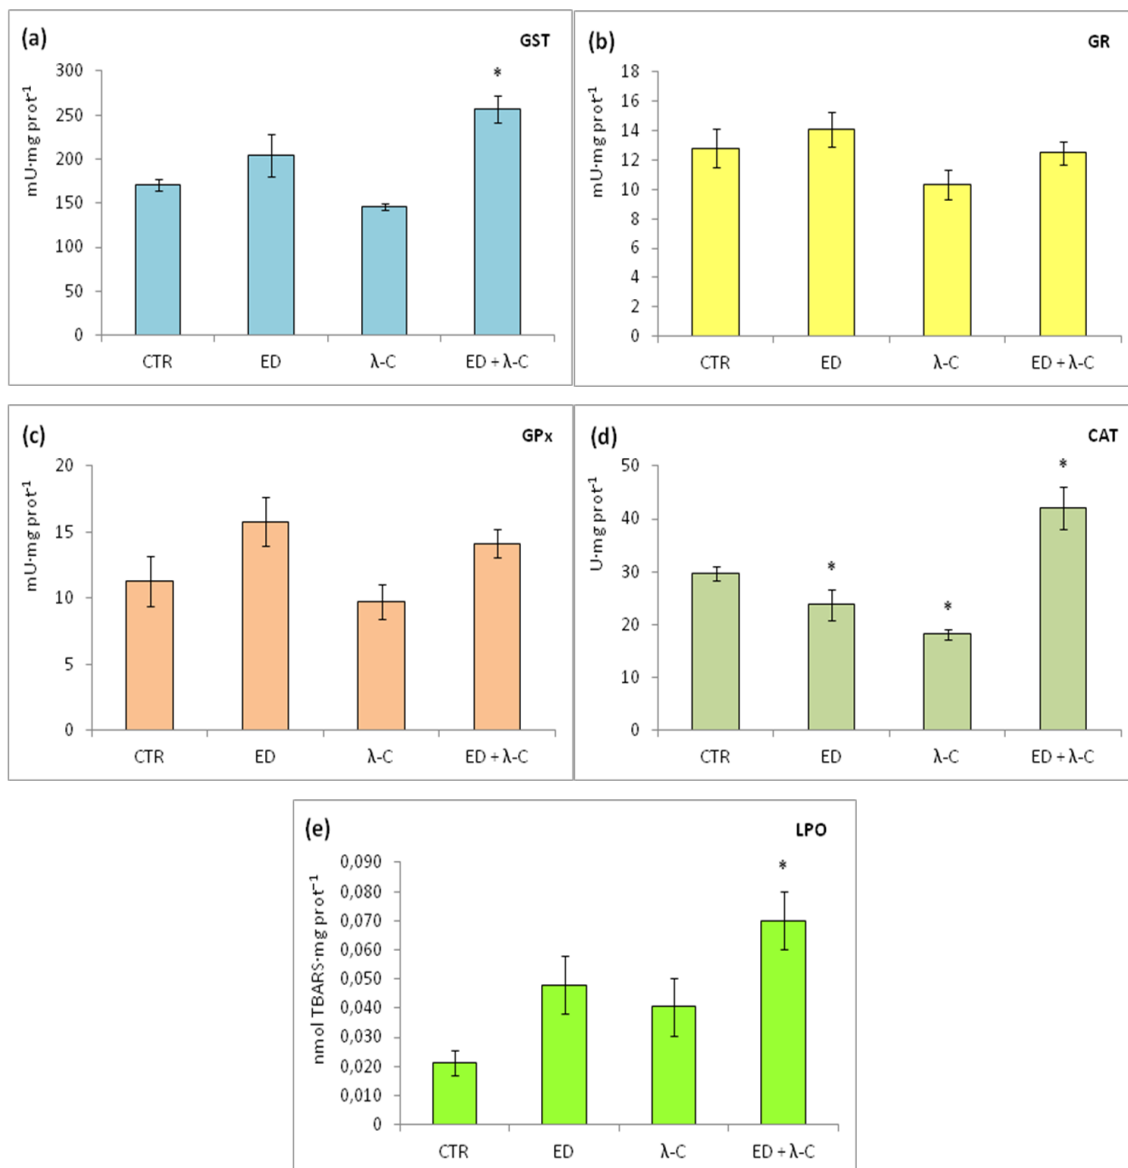 (a) GST
mU·mg prot⁻¹
300
250
200
150
100
50
0
*
CTR ED λ-C ED + λ-C
(b) GR
mU·mg prot⁻¹
18
16
14
12
10
8
6
4
2
0
CTR ED λ-C ED + λ-C
(c) GPx
mU·mg prot⁻¹
20
15
10
5
0
CTR ED λ-C ED + λ-C
(d) CAT
U·mg prot⁻¹
50
40
30
20
10
0
* * *
CTR ED λ-C ED + λ-C
(e) LPO
nmol TBARS·mg prot⁻¹
0,090
0,080
0,070
0,060
0,050
0,040
0,030
0,020
0,010
0
*
CTR ED λ-C ED + λ-C